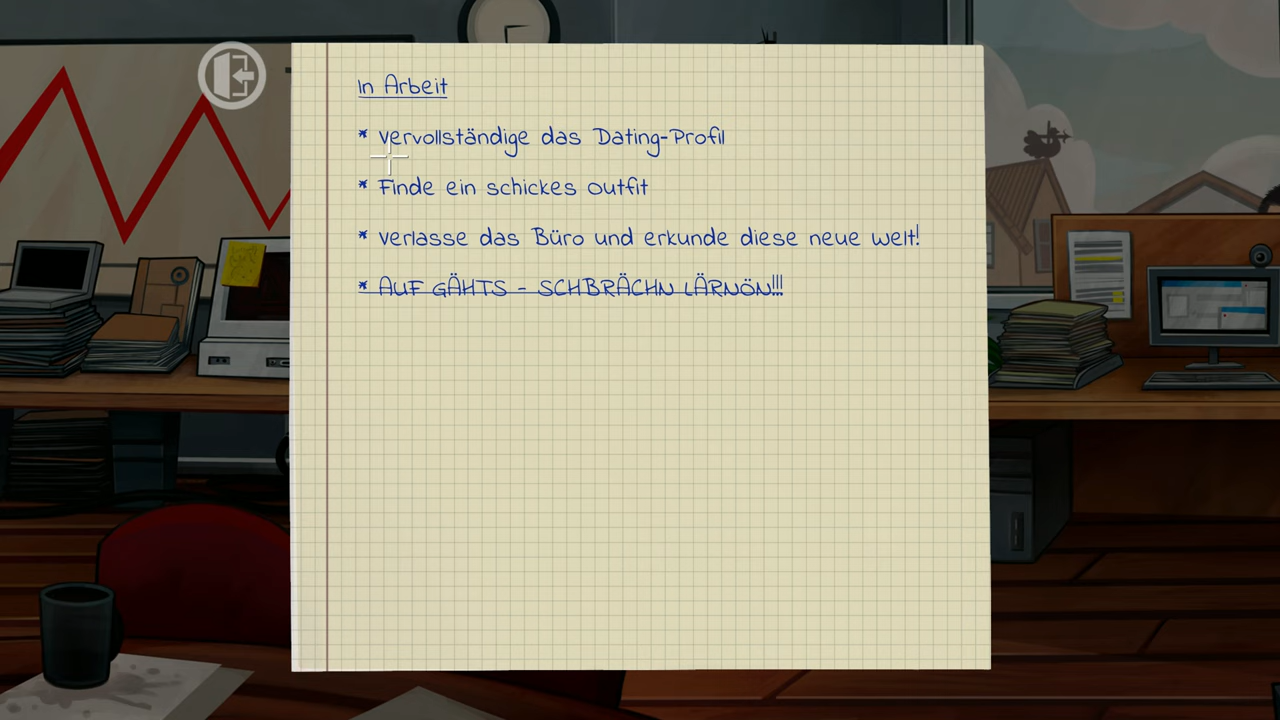 In Arbeit
* vervollständige das Dating-Profil
* Finde ein schickes Outfit
* verlasse das Büro und erkunde diese neue Welt!
* AUF GÄHTS - SCHBRÄCHN LÄRNÖN!!!